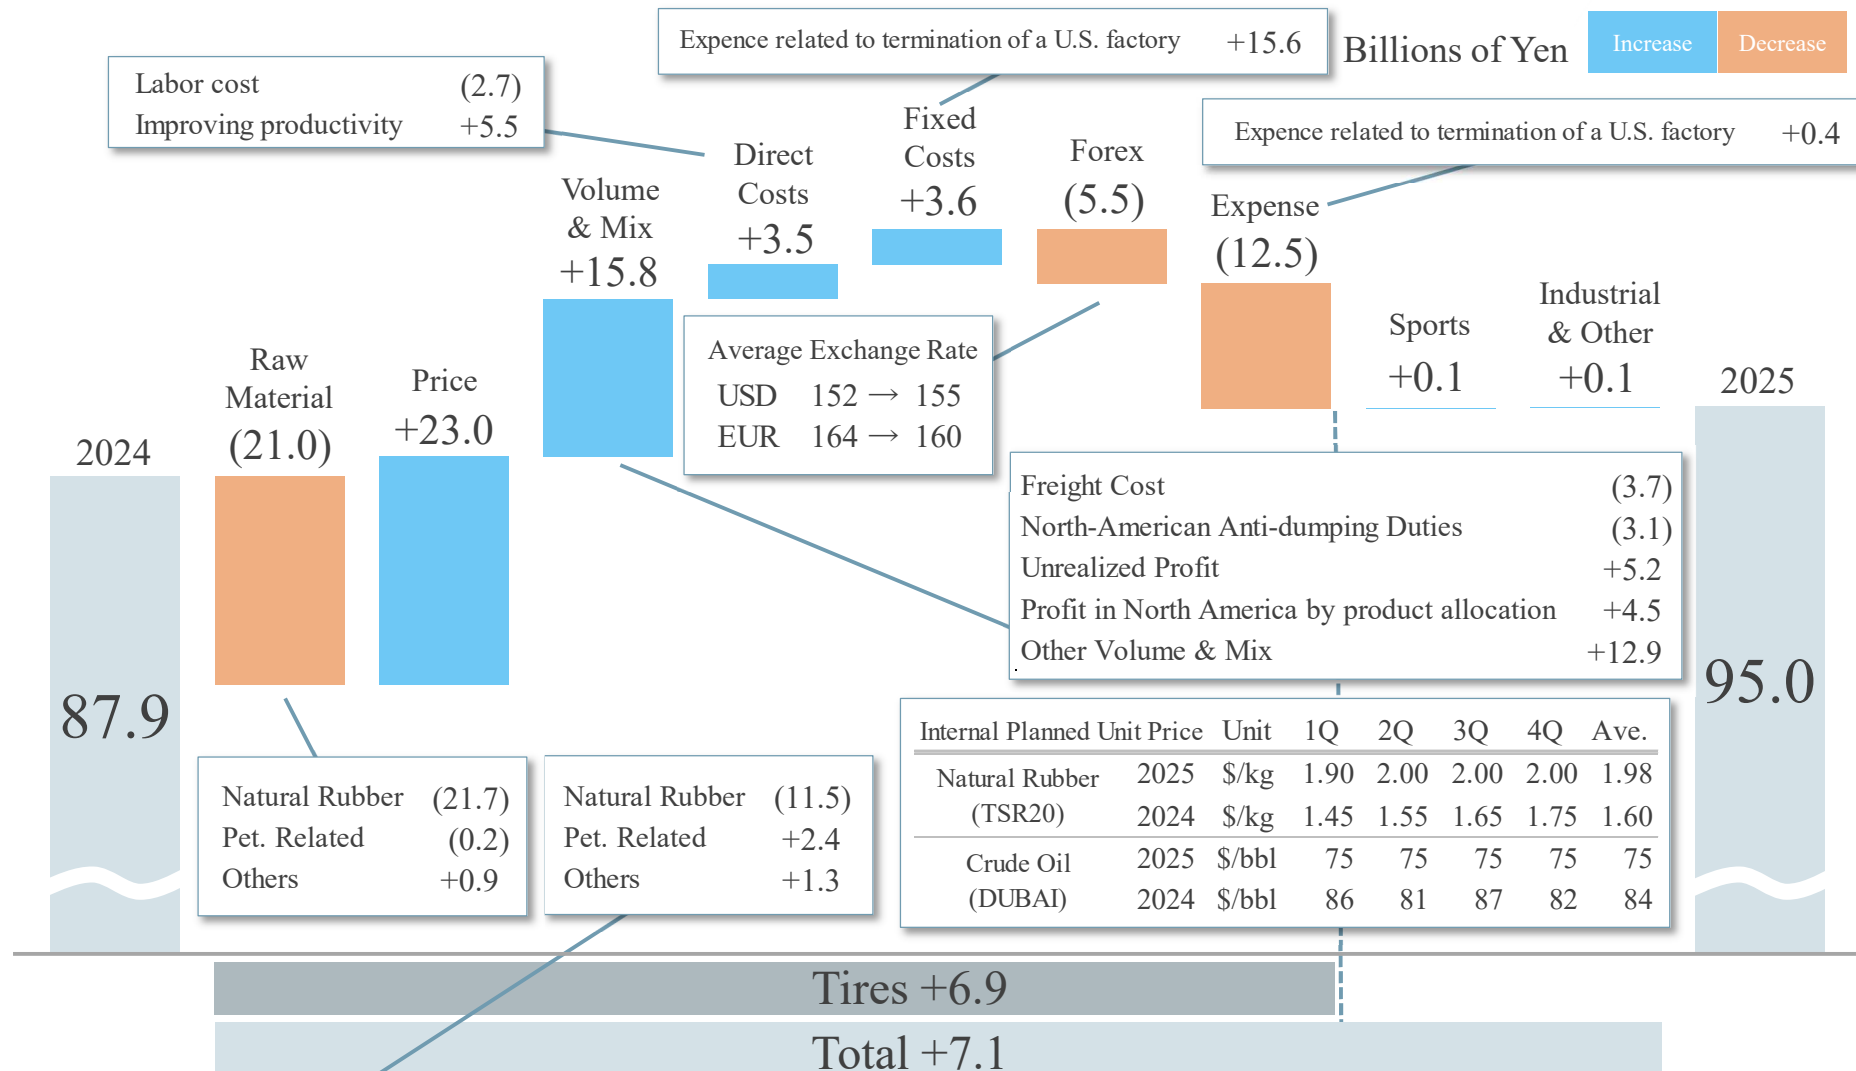 Expence related to termination of a U.S. factory +15.6
Billions of Yen
Increase Decrease
Labor cost (2.7)
Improving productivity +5.5
Expence related to termination of a U.S. factory +0.4
2024
87.9
Raw
Material
(21.0)
Price
+23.0
Volume
& Mix
+15.8
Direct
Costs
+3.5
Fixed
Costs
+3.6
Forex
(5.5)
Expense
(12.5)
Sports
+0.1
Industrial
& Other
+0.1
2025
95.0
Average Exchange Rate
USD 152 → 155
EUR 164 → 160
Freight Cost (3.7)
North-American Anti-dumping Duties (3.1)
Unrealized Profit +5.2
Profit in North America by product allocation +4.5
Other Volume & Mix +12.9
Natural Rubber (21.7)
Pet. Related (0.2)
Others +0.9
Natural Rubber (11.5)
Pet. Related +2.4
Others +1.3
Internal Planned Unit Price Unit 1Q 2Q 3Q 4Q Ave.
Natural Rubber
(TSR20)
2025 $/kg 1.90 2.00 2.00 2.00 1.98
2024 $/kg 1.45 1.55 1.65 1.75 1.60
Crude Oil
(DUBAI)
2025 $/bbl 75 75 75 75 75
2024 $/bbl 86 81 87 82 84
Tires +6.9
Total +7.1